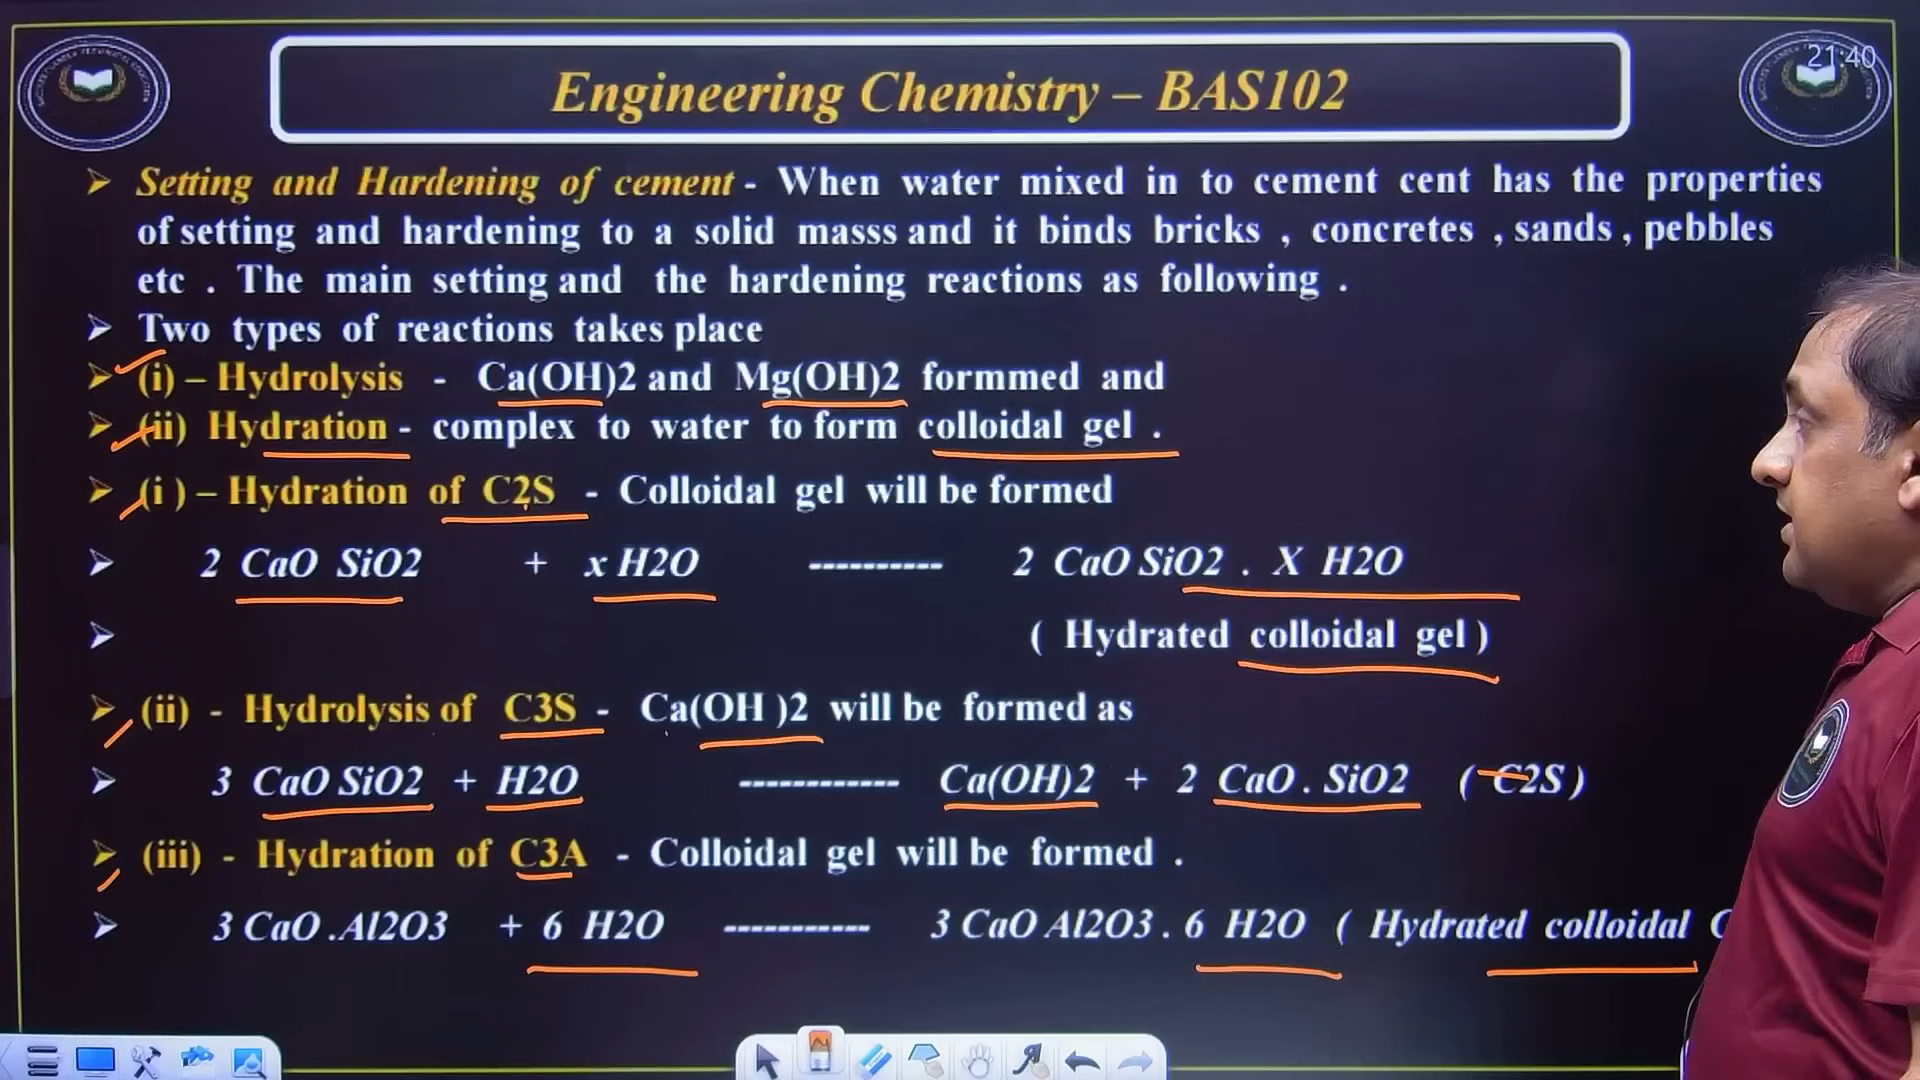 21:40
Engineering Chemistry – BAS102
Setting and Hardening of cement - When water mixed in to cement cent has the properties
of setting and hardening to a solid masss and it binds bricks , concretes , sands , pebbles
etc . The main setting and the hardening reactions as following .
Two types of reactions takes place
(i) – Hydrolysis - Ca(OH)2 and Mg(OH)2 formmed and
(ii) Hydration - complex to water to form colloidal gel .
(i ) – Hydration of C2S - Colloidal gel will be formed
2 CaO SiO2 + x H2O ---------- 2 CaO SiO2 . X H2O
( Hydrated colloidal gel )
(ii) - Hydrolysis of C3S - Ca(OH )2 will be formed as
3 CaO SiO2 + H2O ------------ Ca(OH)2 + 2 CaO . SiO2 ( C2S )
(iii) - Hydration of C3A - Colloidal gel will be formed .
3 CaO .Al2O3 + 6 H2O ----------- 3 CaO Al2O3 . 6 H2O ( Hydrated colloidal